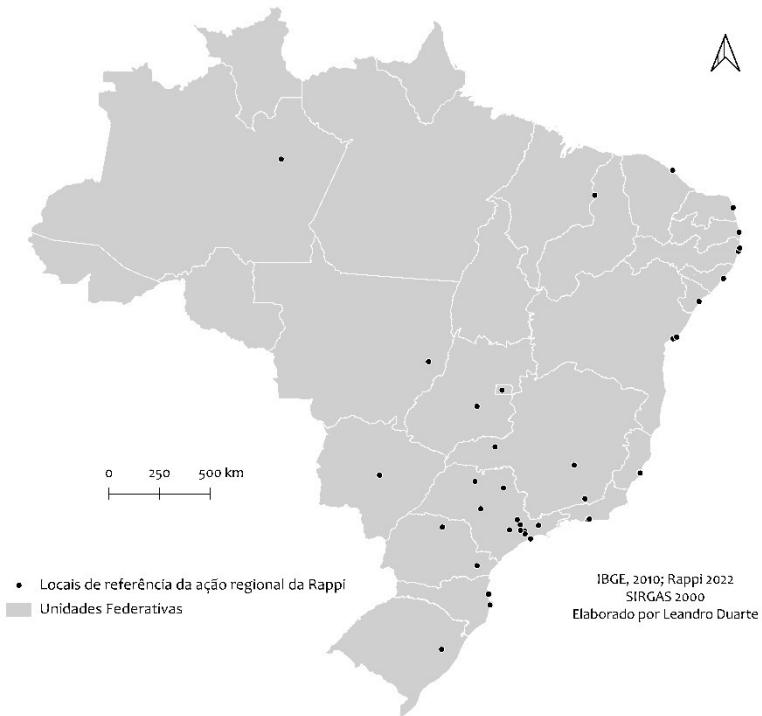 0 250 500 km
Locais de referência da ação regional da Rappi
Unidades Federativas
IBGE, 2010; Rappi 2022
SIRGAS 2000
Elaborado por Leandro Duarte